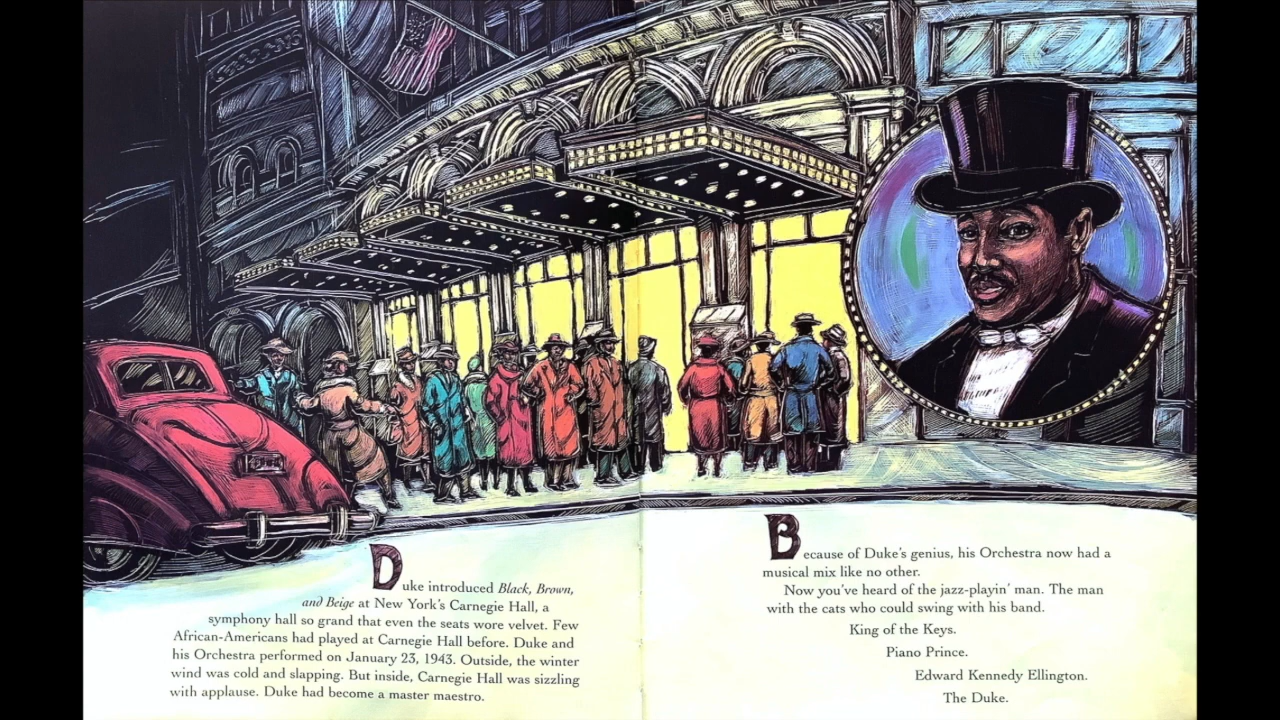 Duke introduced Black, Brown,
and Beige at New York's Carnegie Hall, a
symphony hall so grand that even the seats wore velvet. Few
African-Americans had played at Carnegie Hall before. Duke and
his Orchestra performed on January 23, 1943. Outside, the winter
wind was cold and slapping. But inside, Carnegie Hall was sizzling
with applause. Duke had become a master maestro.
Because of Duke's genius, his Orchestra now had a
musical mix like no other.
Now you've heard of the jazz-playin' man. The man
with the cats who could swing with his band.
King of the Keys.
Piano Prince.
Edward Kennedy Ellington.
The Duke.